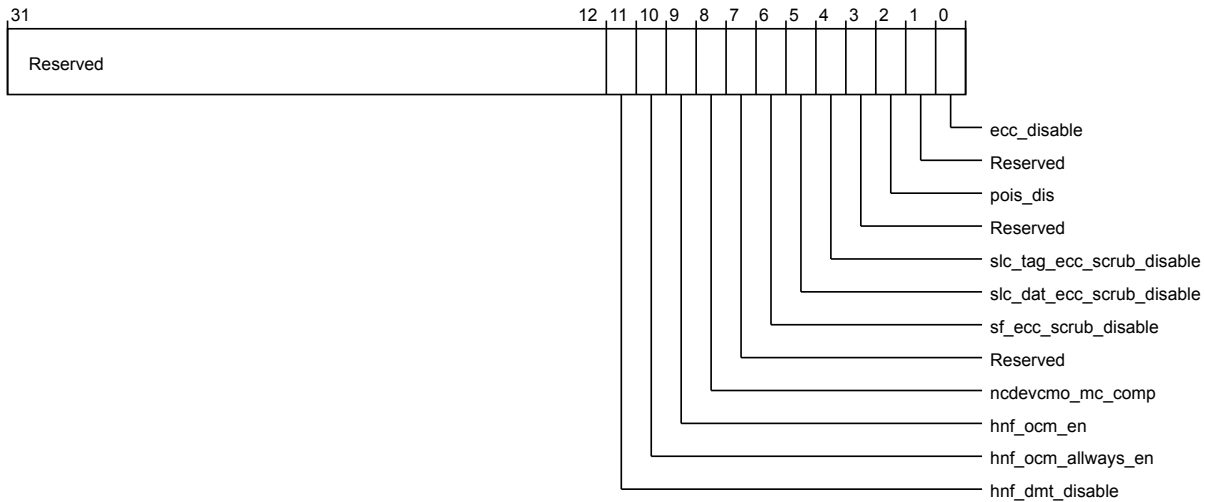 31 12 11 10 9 8 7 6 5 4 3 2 1 0
Reserved
ecc_disable
Reserved
pois_dis
Reserved
slc_tag_ecc_scrub_disable
slc_dat_ecc_scrub_disable
sf_ecc_scrub_disable
Reserved
ncdevcmo_mc_comp
hnf_ocm_en
hnf_ocm_allways_en
hnf_dmt_disable